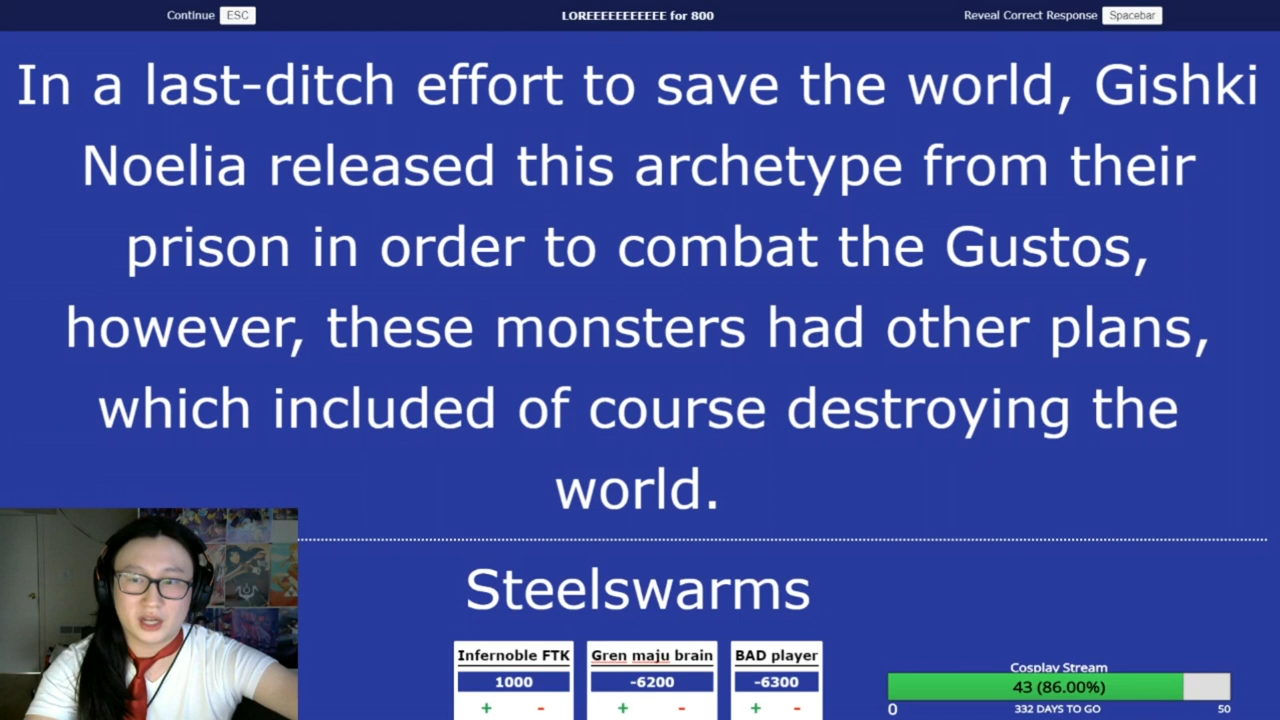 Continue ESC
LOREEEEEEEEEEE for 800
Reveal Correct Response Spacebar
In a last-ditch effort to save the world, Gishki
Noelia released this archetype from their
prison in order to combat the Gustos,
however, these monsters had other plans,
which included of course destroying the
world.
Steelswarms
Infernoble FTK
1000
+ -
Gren maju brain
-6200
+ -
BAD player
-6300
+ -
Cosplay Stream
43 (86.00%)
0 332 DAYS TO GO 50